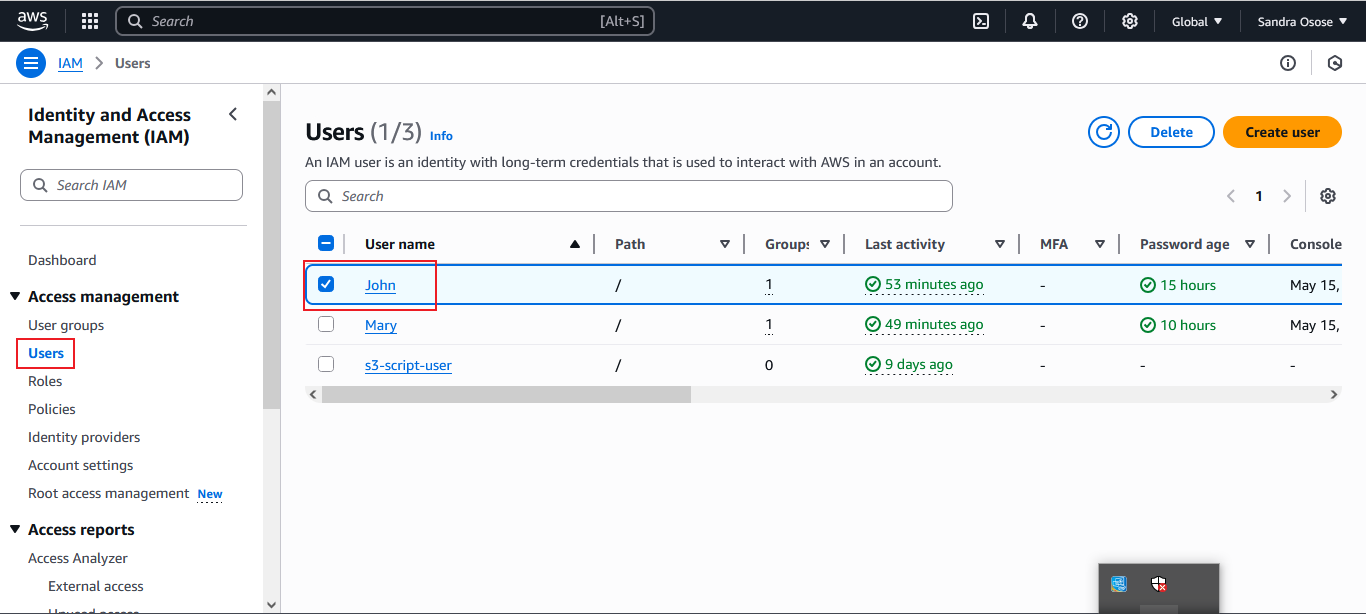 aws
Search [Alt+S] Global Sandra Osose
IAM Users
Identity and Access
Management (IAM)
Search IAM
Dashboard
Access management
User groups
Users
Roles
Policies
Identity providers
Account settings
Root access management New
Access reports
Access Analyzer
External access
Unused access
Users (1/3) Info
Delete
Create user
An IAM user is an identity with long-term credentials that is used to interact with AWS in an account.
Search
1
User name Path Groups Last activity MFA Password age Console
John / 1 53 minutes ago - 15 hours May 15,
Mary / 1 49 minutes ago - 10 hours May 15,
s3-script-user / 0 9 days ago - - -